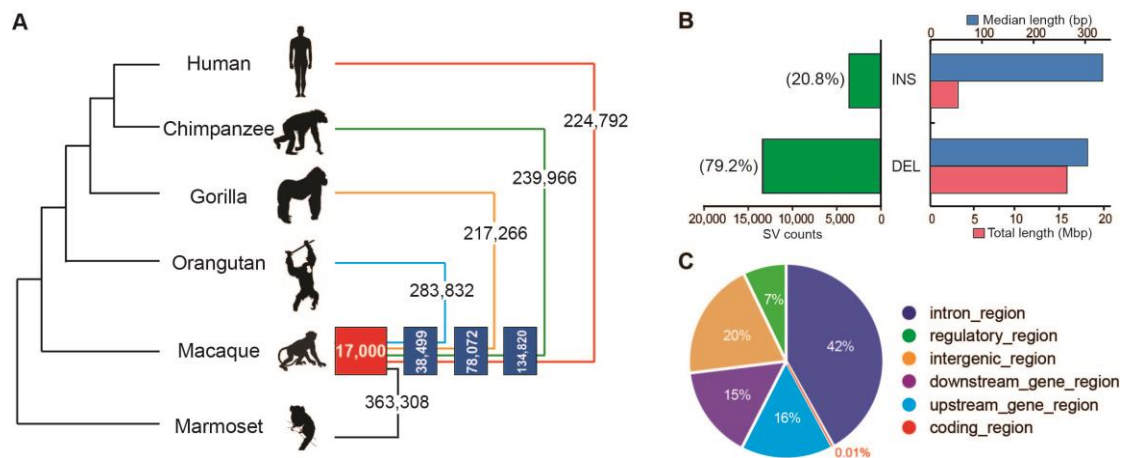 A
Human
Chimpanzee
Gorilla
Orangutan
Macaque
Marmoset
224,792
239,966
217,266
283,832
17,000
38,499
78,072
134,820
363,308
B
Median length (bp)
0 100 200 300
(20.8%)
INS
(79.2%)
DEL
20,000 15,000 10,000 5,000 0
SV counts
0 5 10 15 20
Total length (Mbp)
C
7%
20%
42%
15%
16%
0.01%
intron_region
regulatory_region
intergenic_region
downstream_gene_region
upstream_gene_region
coding_region